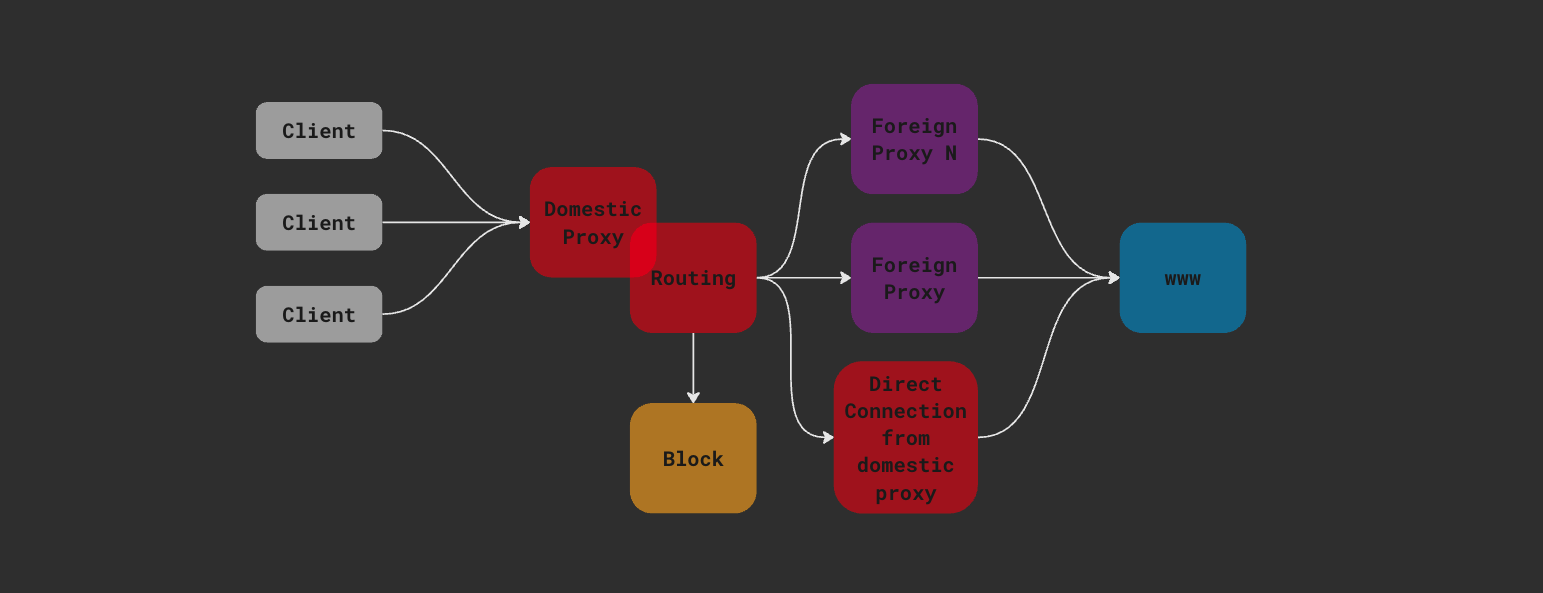 Client
Client
Client
Domestic
Proxy
Routing
Block
Foreign
Proxy N
Foreign
Proxy
Direct
Connection
from
domestic
proxy
www